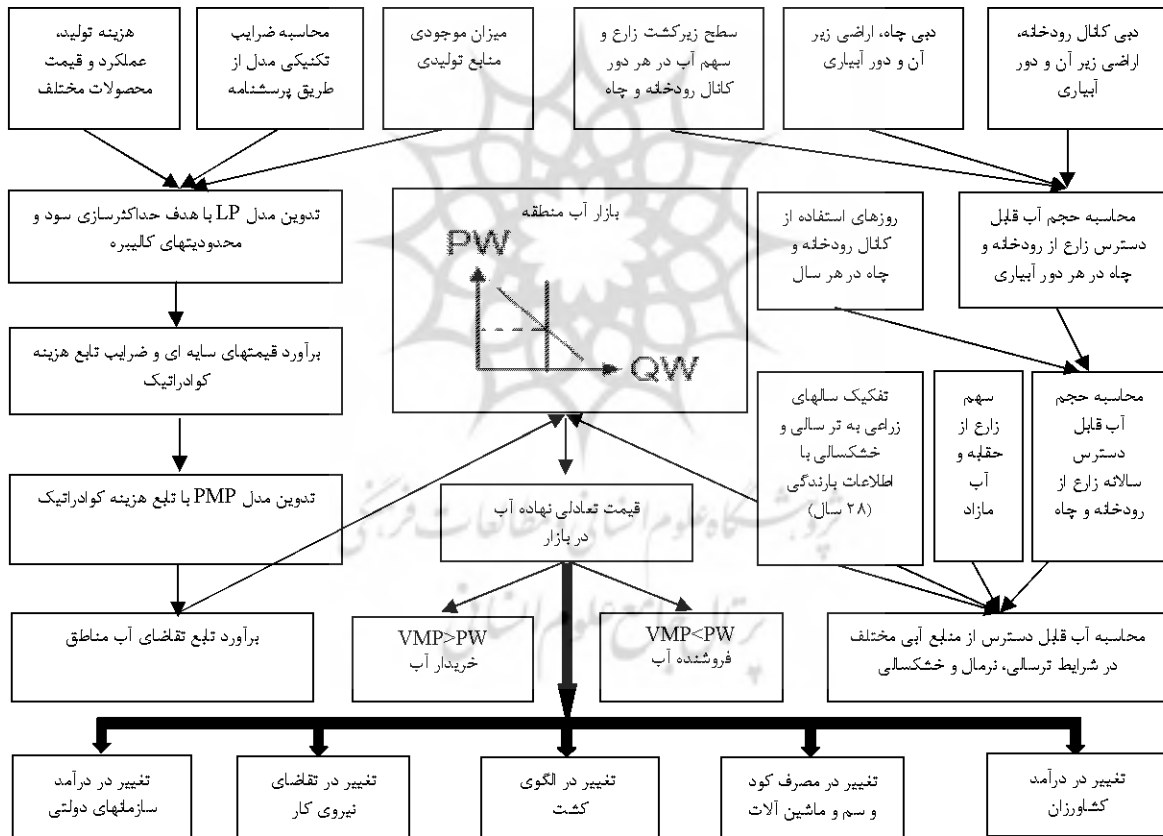 دبی کانال رودخانه،
اراضی زیر آن و دور
آبیاری
دبی چاه، اراضی زیر
آن و دور آبیاری
سطح زیرکشت زارع و
سهم آب در هر دور
کانال رودخانه و چاه
میزان موجودی
منابع تولیدی
محاسبه ضرایب
تکنیکی مدل از
طریق پرسشنامه
هزینه تولید،
عملکرد و قیمت
محصولات مختلف
محاسبه حجم آب قابل
دسترس زارع از رودخانه و
چاه در هر دور آبیاری
روزهای استفاده از
کانال رودخانه و
چاه در هر سال
بازار آب منطقه
PW
QW
تدوین مدل LP با هدف حداکثرسازی سود و
محدودیتهای کالیبره
برآورد قیمتهای سایه ای و ضرایب تابع هزینه
کوادراتیک
محاسبه حجم
آب قابل
دسترس
سالانه زارع از
رودخانه و چاه
سهم
زارع از
حقابه و
آب
مازاد
تفکیک سالهای
زراعی به تر سالی و
خشکسالی با
اطلاعات بارندگی
(۲۸ سال)
قیمت تعادلی نهاده آب
در بازار
تدوین مدل PMP با تابع هزینه کوادراتیک
پژوهشگاه علوم انسانی و مطالعات فرهنگی
پرتال جامع علوم انسانی
محاسبه آب قابل دسترس از منابع آبی مختلف
در شرایط ترسالی، نرمال و خشکسالی
VMP<PW
فروشنده آب
VMP>PW
خریدار آب
برآورد تابع تقاضای آب مناطق
تغییر در درآمد
کشاورزان
تغییر در مصرف کود
و سم و ماشین آلات
تغییر در الگوی
کشت
تغییر در تقاضای
نیروی کار
تغییر در درآمد
سازمانهای دولتی